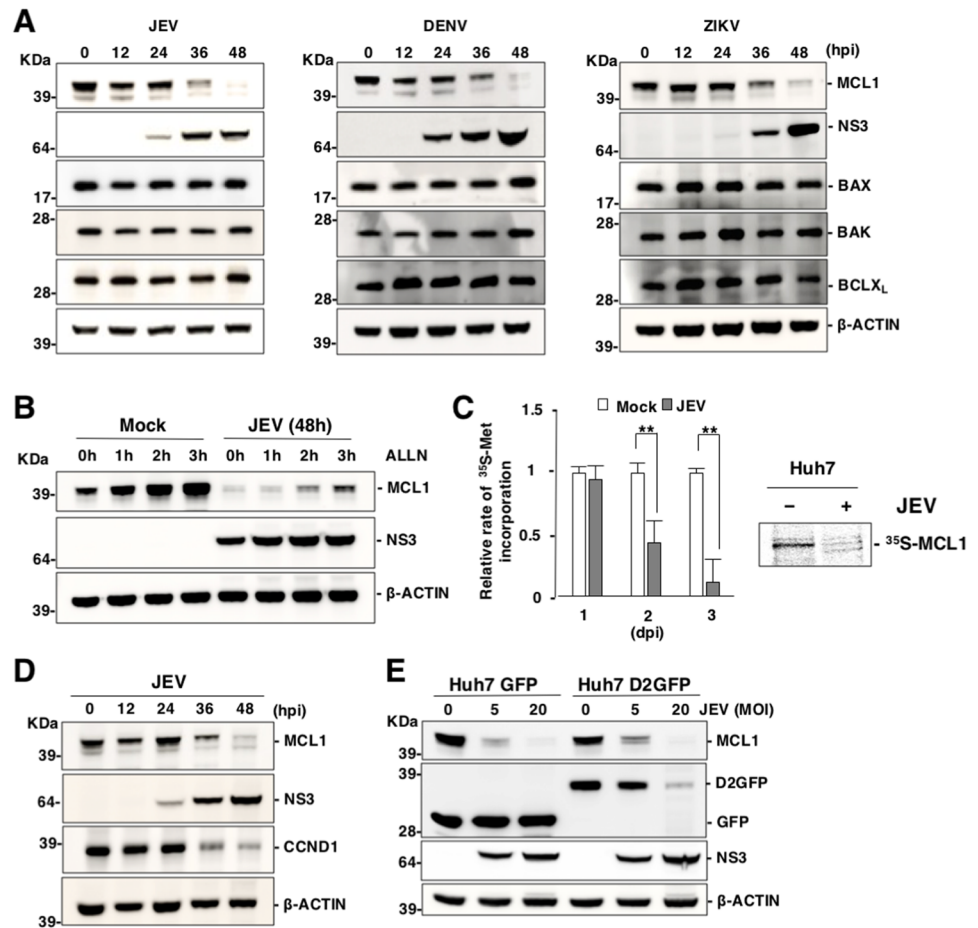 A
JEV
DENV
ZIKV
KDa 0 12 24 36 48
KDa 0 12 24 36 48
KDa 0 12 24 36 48 (hpi)
39- 39- 39- - MCL1
64- 64- 64- - NS3
17- 17- 17- - BAX
28- 28- 28- - BAK
28- 28- 28- - BCLXL
39- 39- 39- - β-ACTIN
B
Mock JEV (48h)
KDa 0h 1h 2h 3h 0h 1h 2h 3h ALLN
39- - MCL1
64- - NS3
39- - β-ACTIN
C
Relative rate of 35S-Met
incorporation
Mock JEV
1.5
1
0.5
0
** **
1 2 3
(dpi)
Huh7
− + JEV
- 35S-MCL1
D
JEV
KDa 0 12 24 36 48 (hpi)
39- - MCL1
64- - NS3
39- - CCND1
39- - β-ACTIN
E
Huh7 GFP Huh7 D2GFP
KDa 0 5 20 0 5 20 JEV (MOI)
39- - MCL1
39- - D2GFP
28- - GFP
64- - NS3
39- - β-ACTIN